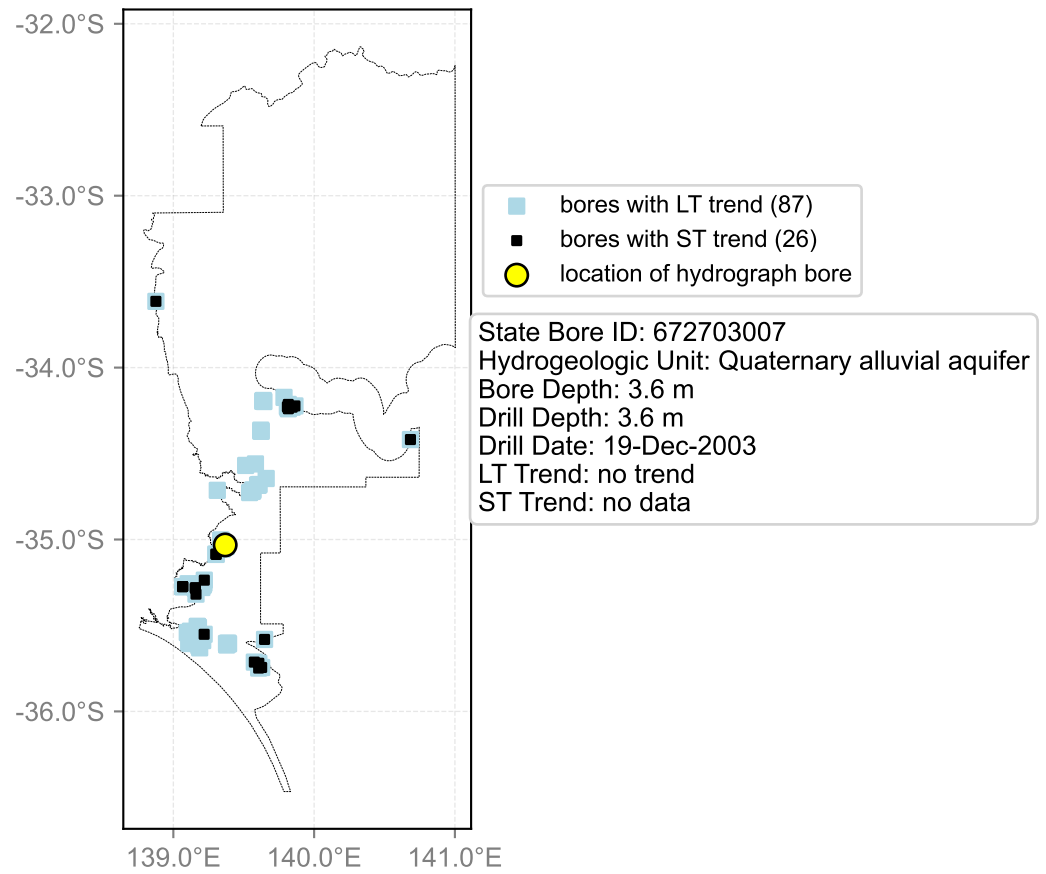 -32.0°S
-33.0°S
-34.0°S
-35.0°S
-36.0°S
139.0°E 140.0°E 141.0°E
bores with LT trend (87)
bores with ST trend (26)
location of hydrograph bore
State Bore ID: 672703007
Hydrogeologic Unit: Quaternary alluvial aquifer
Bore Depth: 3.6 m
Drill Depth: 3.6 m
Drill Date: 19-Dec-2003
LT Trend: no trend
ST Trend: no data